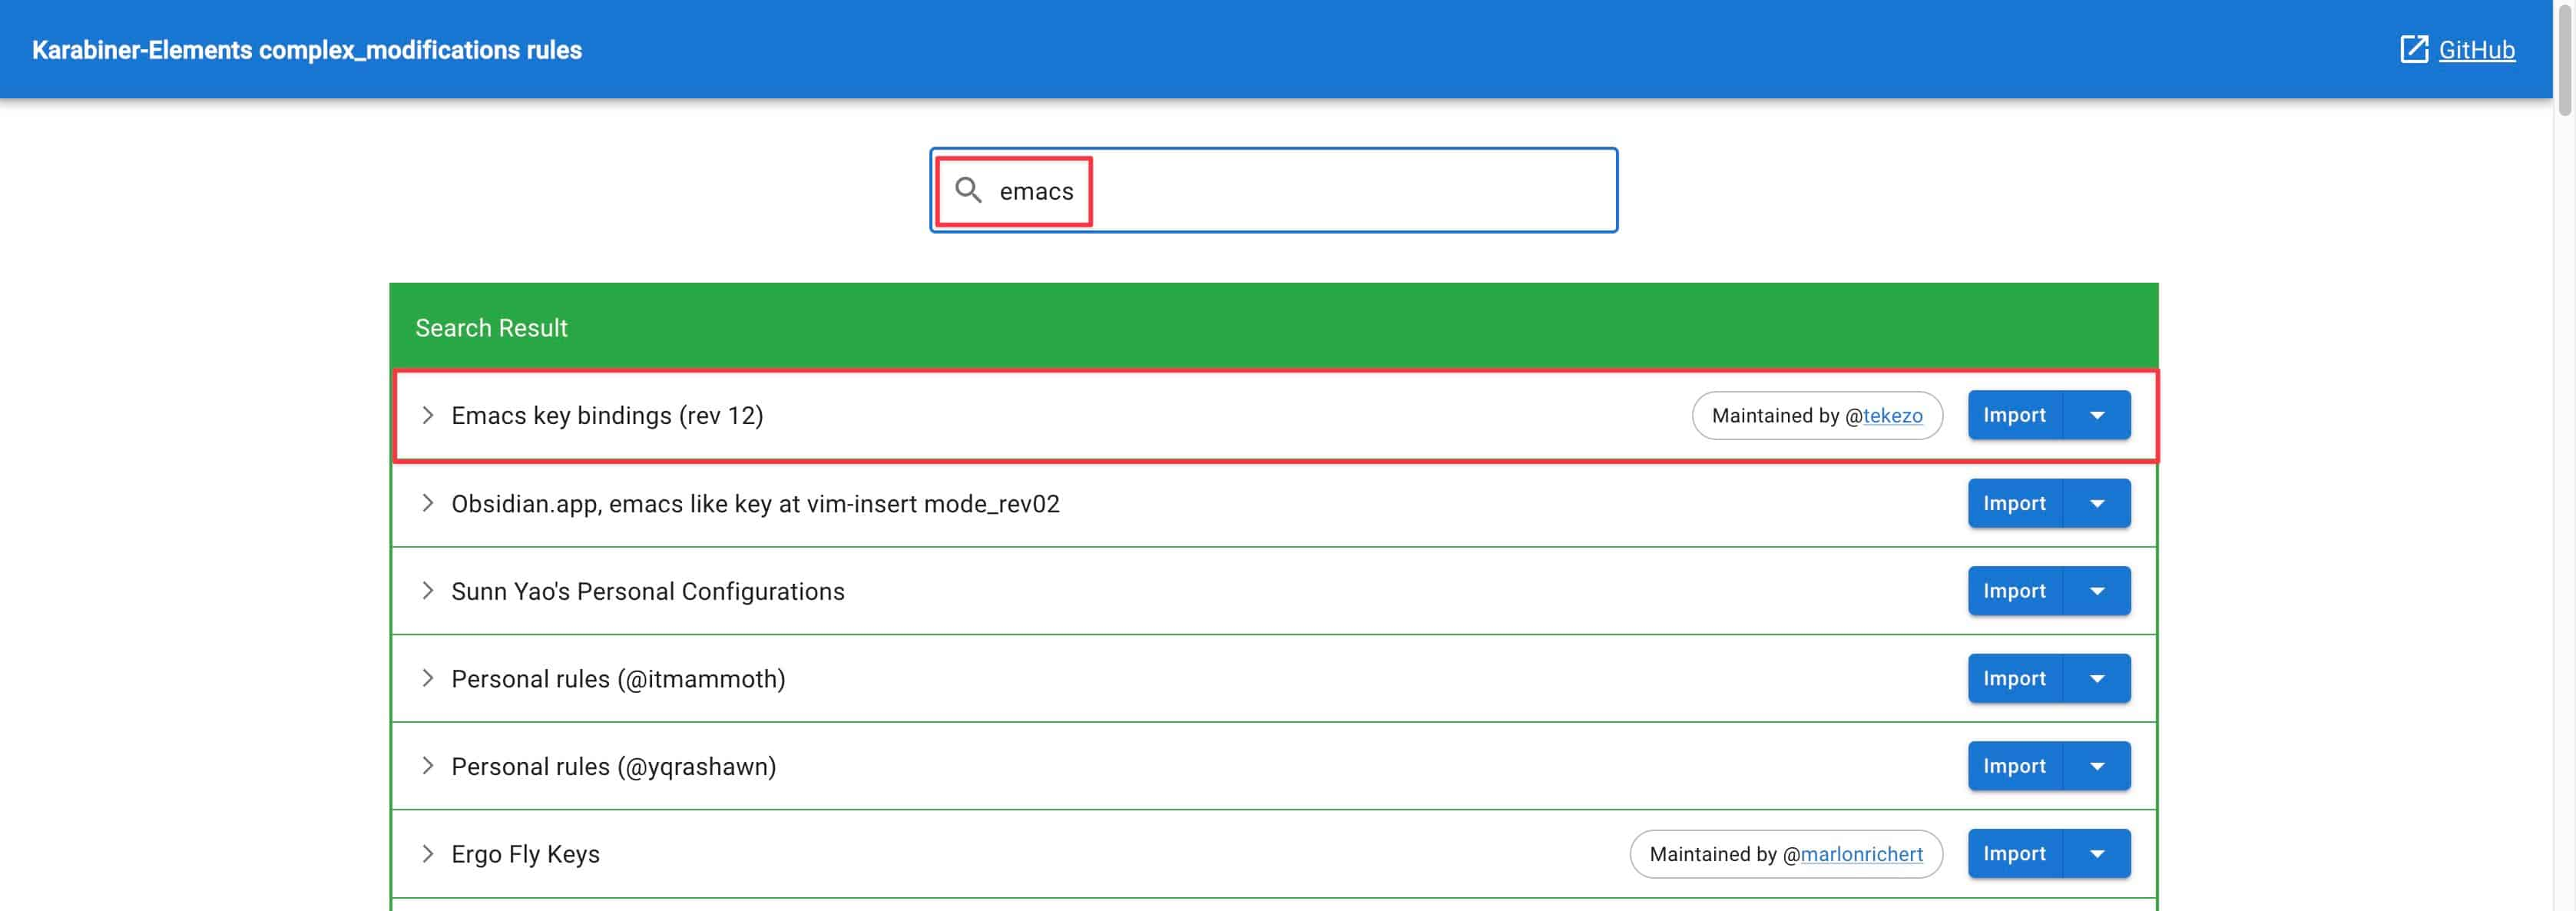 Karabiner-Elements complex_modifications rules
GitHub
emacs
Search Result
Emacs key bindings (rev 12)
Maintained by @tekezo
Import
Obsidian.app, emacs like key at vim-insert mode_rev02
Import
Sunn Yao's Personal Configurations
Import
Personal rules (@itmammoth)
Import
Personal rules (@yqrashawn)
Import
Ergo Fly Keys
Maintained by @marlonrichert
Import